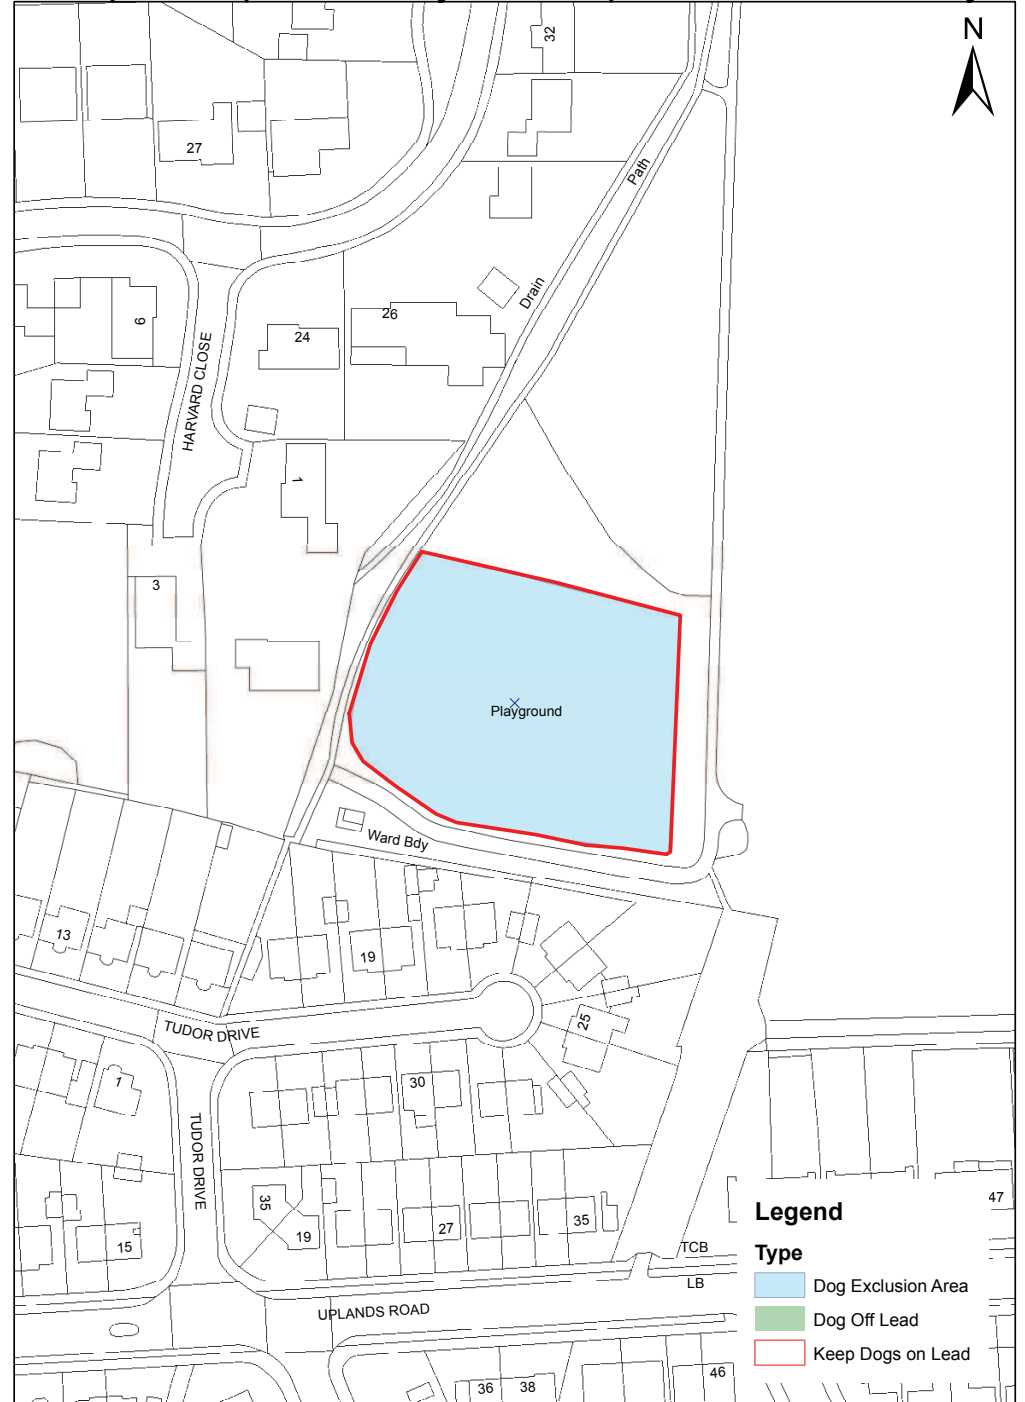 N
32
27
Path
Drain
9
26
24
HARVARD CLOSE
1
3
Playground
Ward Bdy
13
19
TUDOR DRIVE
25
1
30
TUDOR DRIVE
35
19
27
35
15
47
TCB
LB
UPLANDS ROAD
36
38
46
Legend
Type
Dog Exclusion Area
Dog Off Lead
Keep Dogs on Lead